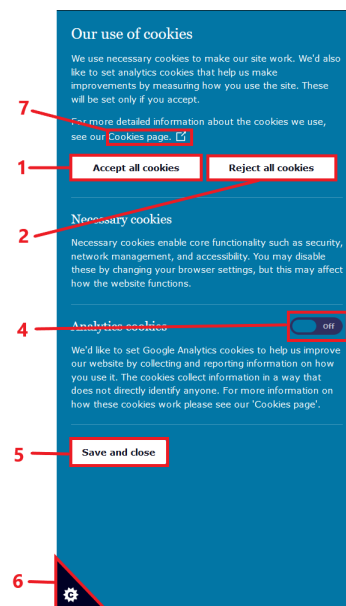 Our use of cookies
We use necessary cookies to make our site work. We'd also
like to set analytics cookies that help us make
improvements by measuring how you use the site. These
will be set only if you accept.
7
For more detailed information about the cookies we use,
see our Cookies page.
1
Accept all cookies
Reject all cookies
Necessary cookies
2
Necessary cookies enable core functionality such as security,
network management, and accessibility. You may disable
these by changing your browser settings, but this may affect
how the website functions.
4
Analytics cookies
Off
We'd like to set Google Analytics cookies to help us improve
our website by collecting and reporting information on how
you use it. The cookies collect information in a way that
does not directly identify anyone. For more information on
how these cookies work please see our 'Cookies page'.
5
Save and close
6
C